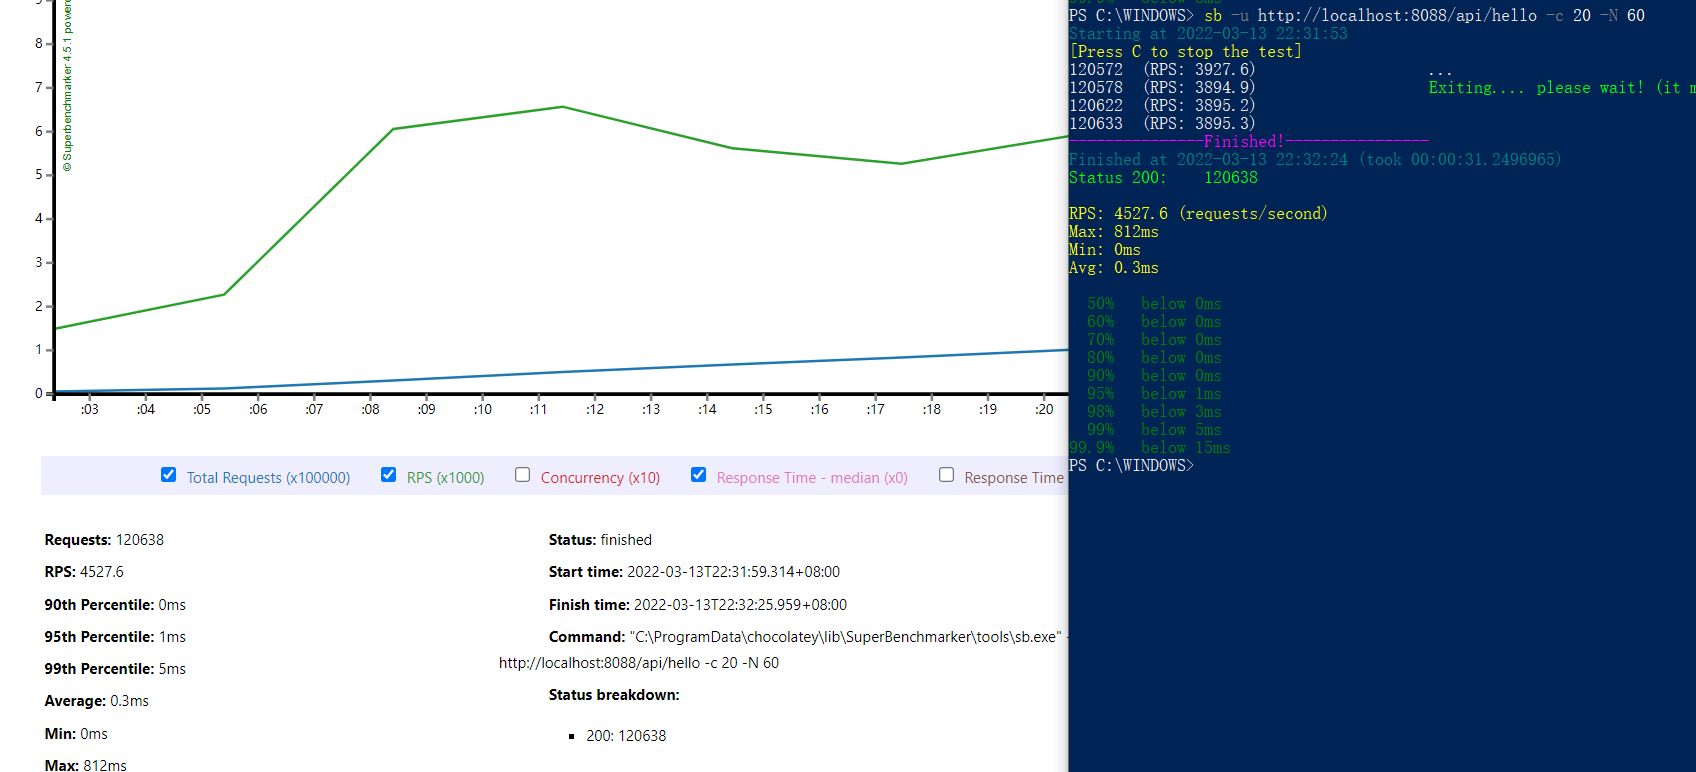 9
8
7
6
5
4
3
2
1
0
© Superbenchmarker 4.5.1 powere
:03 :04 :05 :06 :07 :08 :09 :10 :11 :12 :13 :14 :15 :16 :17 :18 :19 :20
Total Requests (x100000) RPS (x1000) Concurrency (x10) Response Time - median (x0) Response Time
Requests: 120638
RPS: 4527.6
90th Percentile: 0ms
95th Percentile: 1ms
99th Percentile: 5ms
Average: 0.3ms
Min: 0ms
Max: 812ms
Status: finished
Start time: 2022-03-13T22:31:59.314+08:00
Finish time: 2022-03-13T22:32:25.959+08:00
Command: "C:\ProgramData\chocolatey\lib\SuperBenchmarker\tools\sb.exe" -
http://localhost:8088/api/hello -c 20 -N 60
Status breakdown:
200: 120638
PS C:\WINDOWS> sb -u http://localhost:8088/api/hello -c 20 -N 60
Starting at 2022-03-13 22:31:53
[Press C to stop the test]
120572 (RPS: 3927.6) ...
120578 (RPS: 3894.9) Exiting.... please wait! (it m
120622 (RPS: 3895.2)
120633 (RPS: 3895.3)
---------------Finished!----------------
Finished at 2022-03-13 22:32:24 (took 00:00:31.2496965)
Status 200: 120638
RPS: 4527.6 (requests/second)
Max: 812ms
Min: 0ms
Avg: 0.3ms
50% below 0ms
60% below 0ms
70% below 0ms
80% below 0ms
90% below 0ms
95% below 1ms
98% below 3ms
99% below 5ms
99.9% below 15ms
PS C:\WINDOWS>